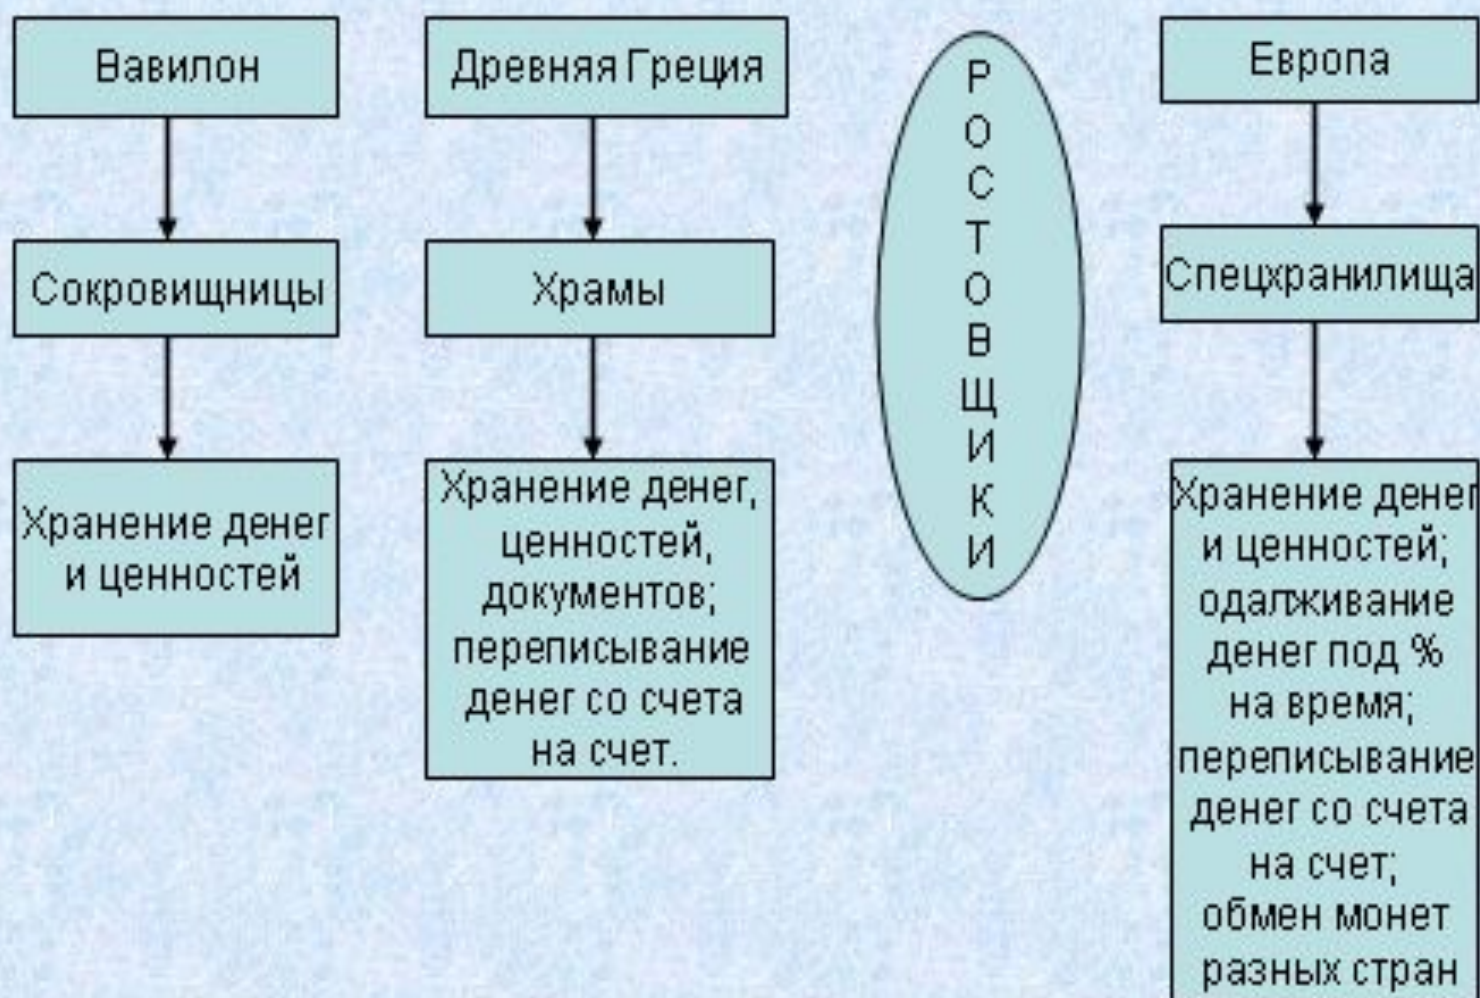 Вавилон
Сокровищницы
Хранение денег
и ценностей
Древняя Греция
Храмы
Хранение денег,
ценностей,
документов;
переписывание
денег со счета
на счет.
Р
О
С
Т
О
В
Щ
И
К
И
Европа
Спецхранилища
Хранение денег
и ценностей;
одалживание
денег под %
на время;
переписывание
денег со счета
на счет;
обмен монет
разных стран